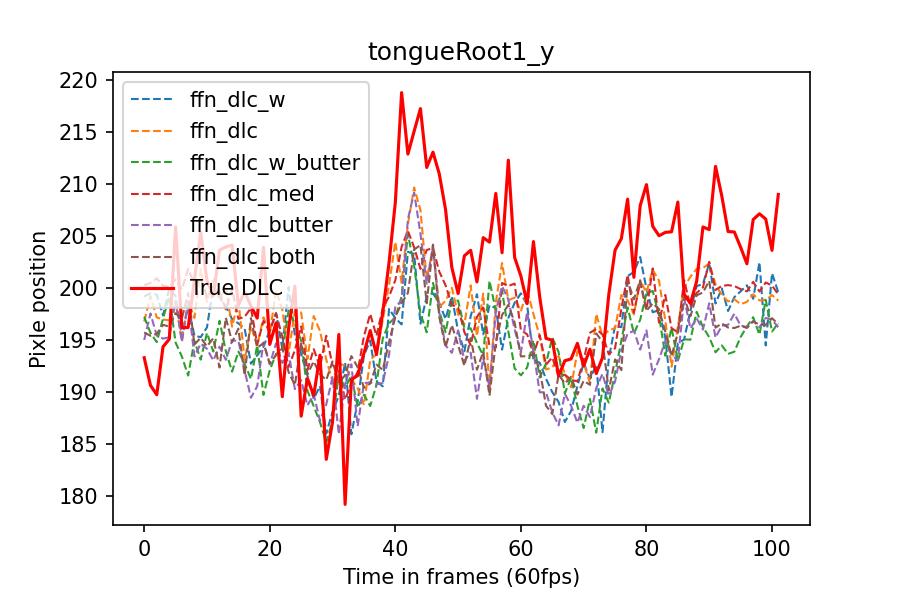 tongueRoot1_y
220
215
210
205
200
195
190
185
180
Pixle position
ffn_dlc_w
ffn_dlc
ffn_dlc_w_butter
ffn_dlc_med
ffn_dlc_butter
ffn_dlc_both
True DLC
0 20 40 60 80 100
Time in frames (60fps)